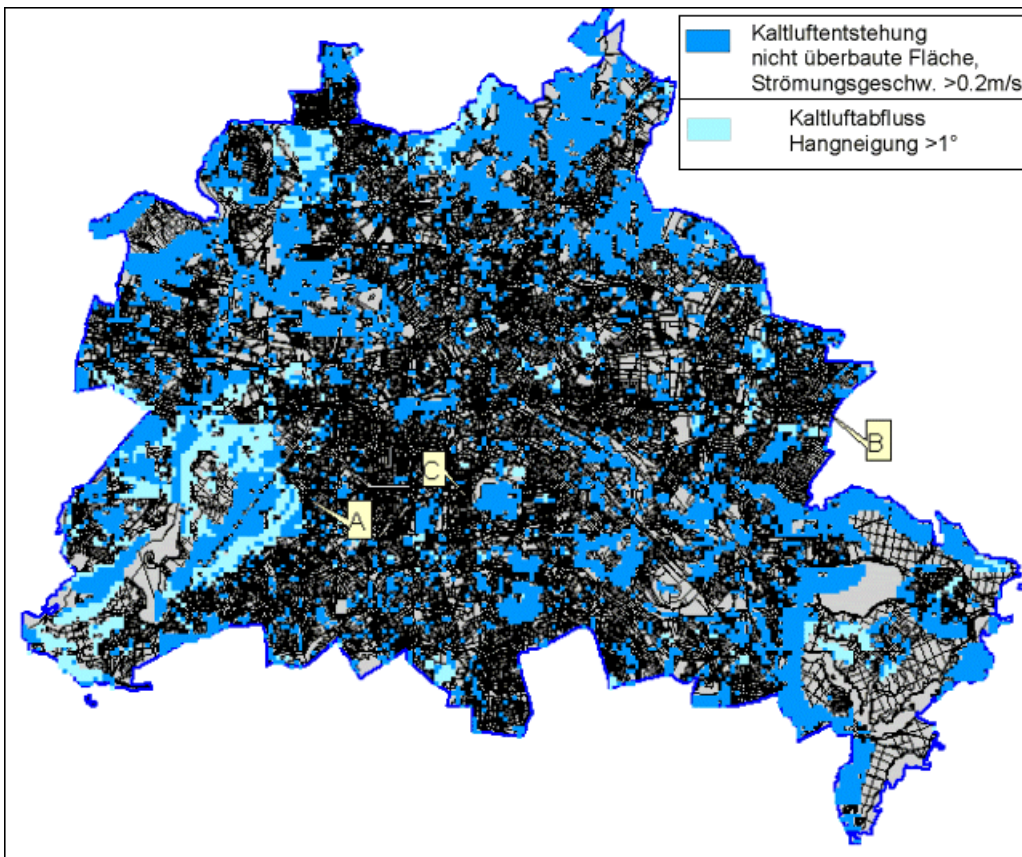 Kaltluftentstehung
nicht überbaute Fläche,
Strömungsgeschw. >0.2m/s
Kaltluftabfluss
Hangneigung >1°
B
C
A